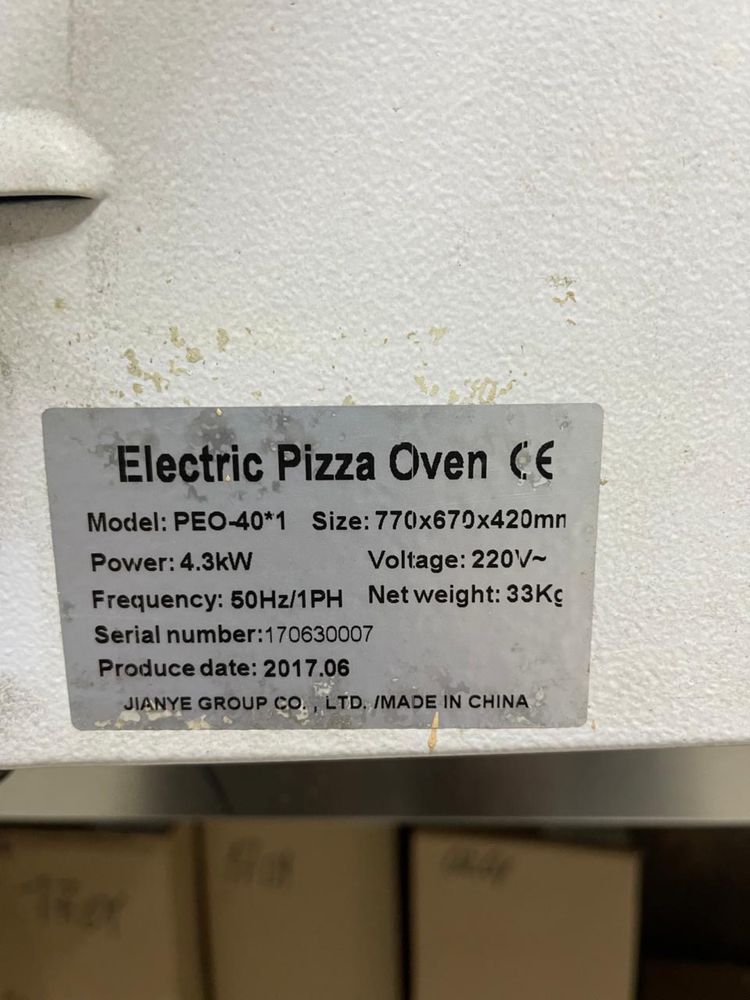 Electric Pizza Oven CE
Model: PEO-40*1 Size: 770x670x420mm
Power: 4.3kW Voltage: 220V~
Frequency: 50Hz/1PH Net weight: 33Kg
Serial number:170630007
Produce date: 2017.06
JIANYE GROUP CO. , LTD. /MADE IN CHINA